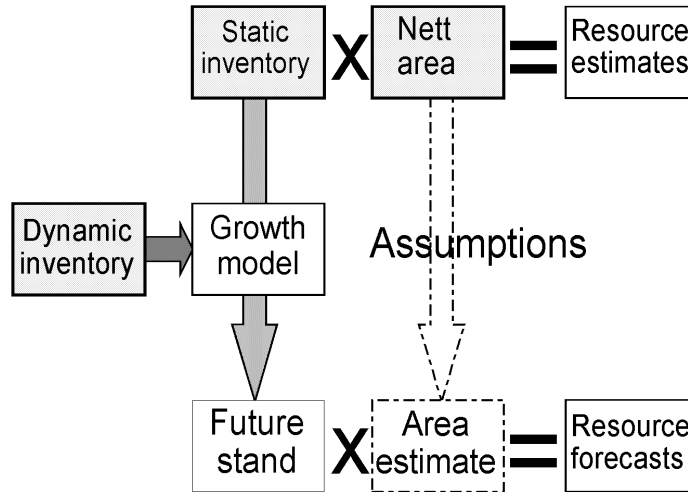 Static
inventory
X
Nett
area
=
Resource
estimates
Dynamic
inventory
Growth
model
Assumptions
Future
stand
X
Area
estimate
=
Resource
forecasts